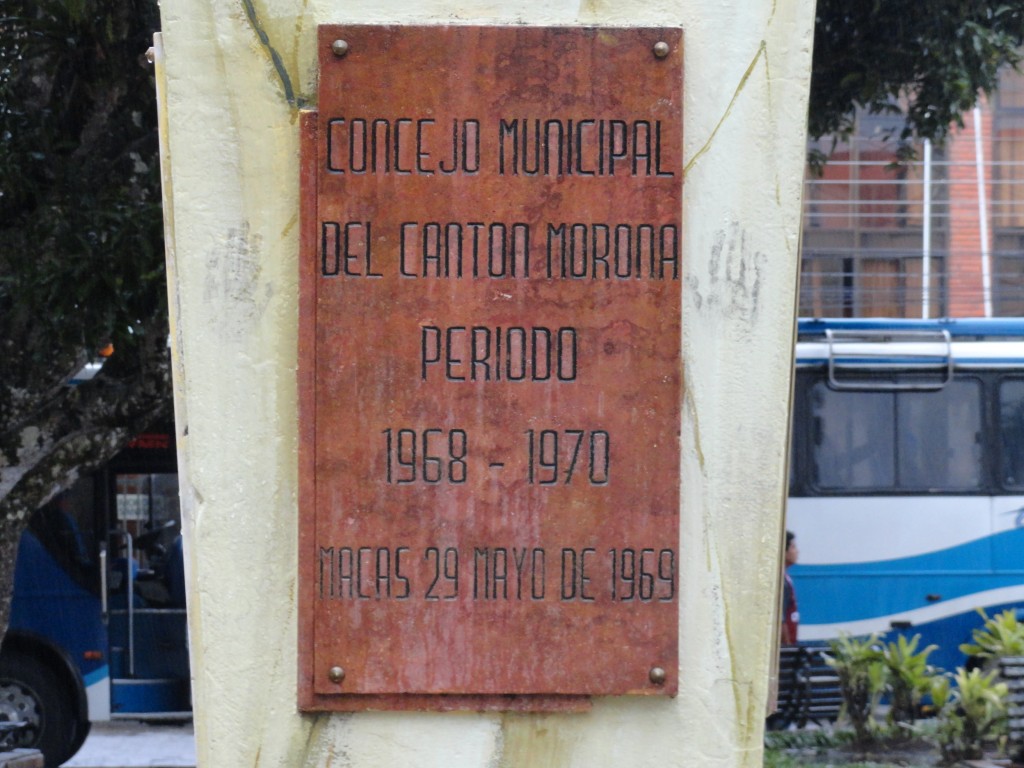 CONCEJO MUNICIPAL
DEL CANTON MORONA
PERIODO
1968 - 1970
MACAS 29 MAYO DE 1969